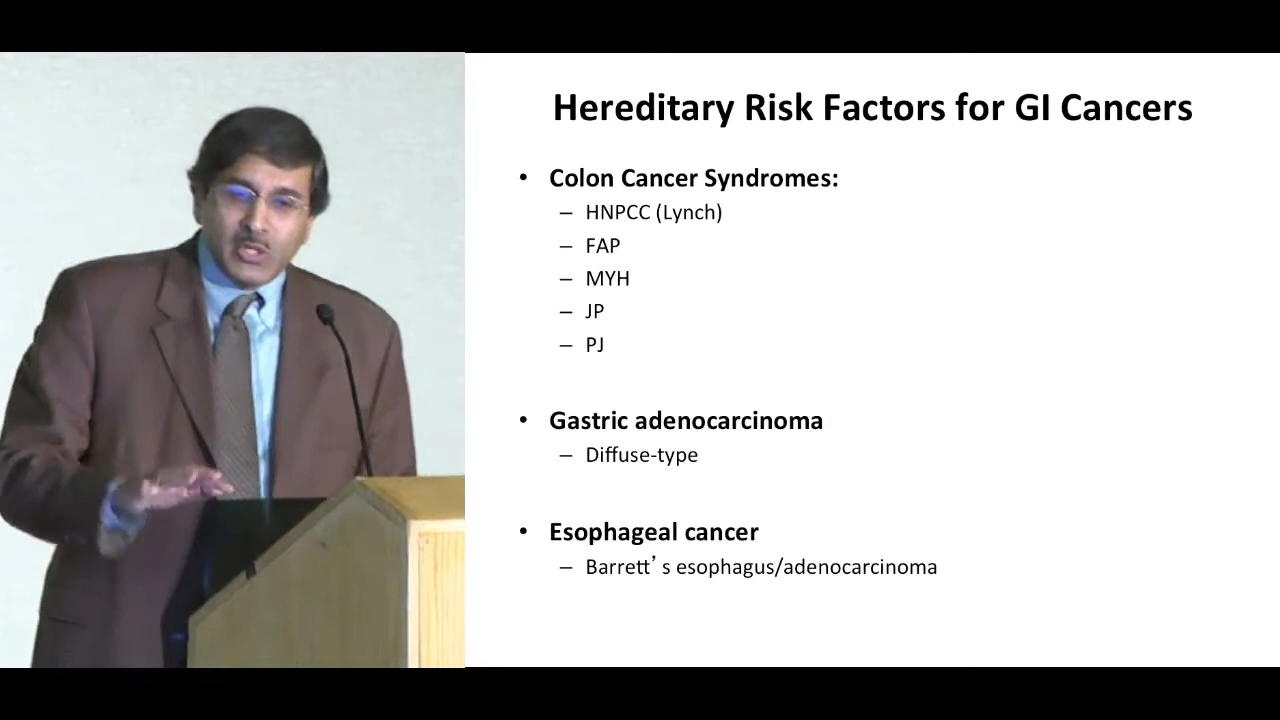 Hereditary Risk Factors for GI Cancers
• Colon Cancer Syndromes:
– HNPCC (Lynch)
– FAP
– MYH
– JP
– PJ
• Gastric adenocarcinoma
– Diffuse-type
• Esophageal cancer
– Barrett’s esophagus/adenocarcinoma